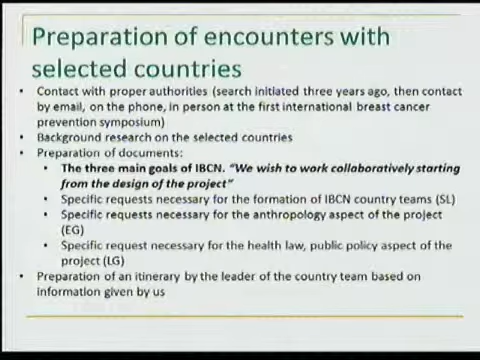 Preparation of encounters with
selected countries
• Contact with proper authorities (search initiated three years ago, then contact
by email, on the phone, in person at the first international breast cancer
prevention symposium)
• Background research on the selected countries
• Preparation of documents:
• The three main goals of IBCN. “We wish to work collaboratively starting
from the design of the project”
• Specific requests necessary for the formation of IBCN country teams (SL)
• Specific requests necessary for the anthropology aspect of the project
(EG)
• Specific request necessary for the health law, public policy aspect of the
project (LG)
• Preparation of an itinerary by the leader of the country team based on
information given by us